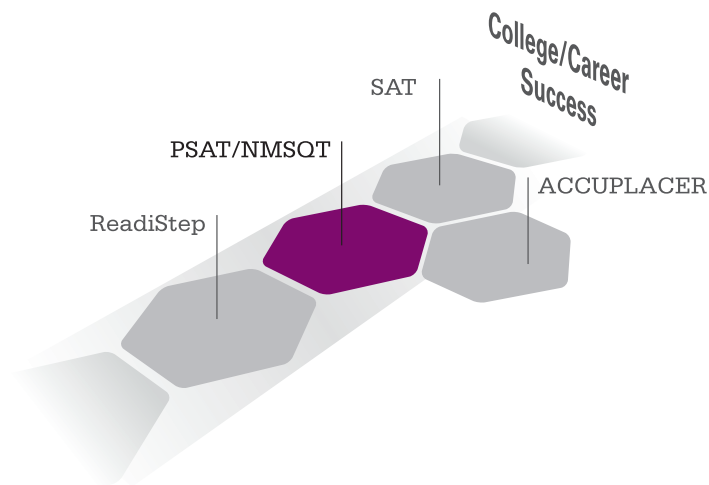 College/Career
Success
SAT
PSAT/NMSQT
ACCUPLACER
ReadiStep